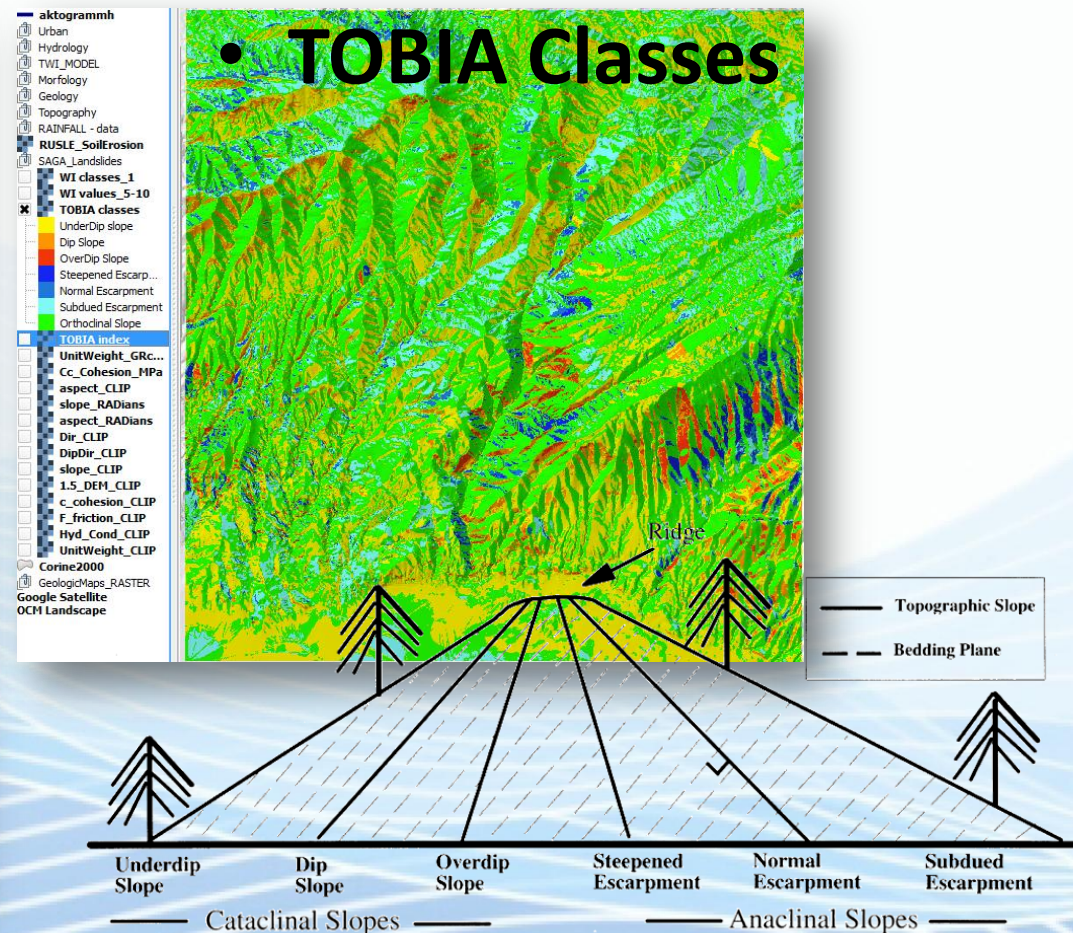 • TOBIA Classes
aktogrammh
Urban
Hydrology
TWI_MODEL
Morfology
Geology
Topography
RAINFALL - data
RUSLE_SoilErosion
SAGA_Landslides
WI classes_1
WI values_5-10
TOBIA classes
UnderDip slope
Dip Slope
OverDip Slope
Steepened Escarp...
Normal Escarpment
Subdued Escarpment
Orthoclinal Slope
TOBIA index
UnitWeight_GRc...
Cc_Cohesion_MPa
aspect_CLIP
slope_RADians
aspect_RADians
Dir_CLIP
DipDir_CLIP
slope_CLIP
1.5_DEM_CLIP
c_cohesion_CLIP
F_friction_CLIP
Hyd_Cond_CLIP
UnitWeight_CLIP
Corine2000
GeologicMaps_RASTER
Google Satellite
OCM Landscape
Ridge
Topographic Slope
Bedding Plane
Underdip Slope
Dip Slope
Overdip Slope
Steepened Escarpment
Normal Escarpment
Subdued Escarpment
Cataclinal Slopes
Anaclinal Slopes